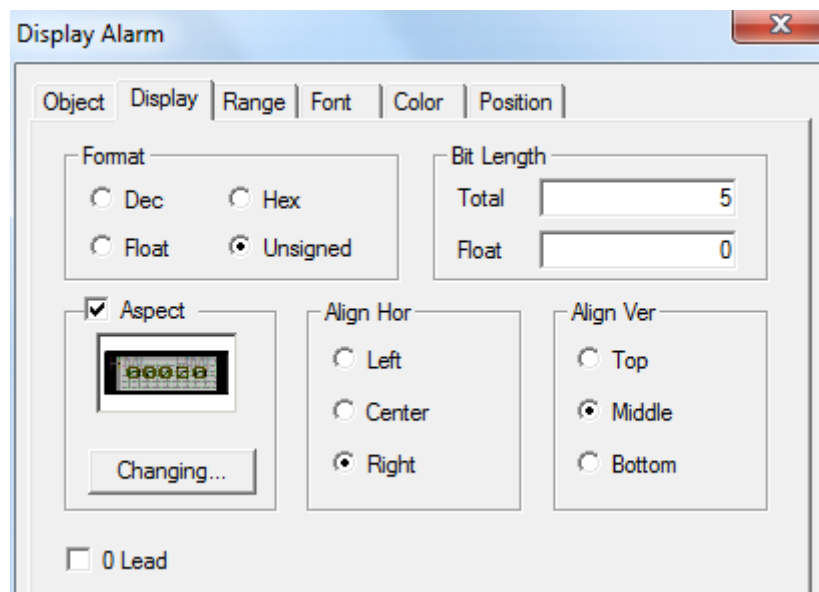 Display Alarm
Object Display Range Font Color Position
Format
Dec Hex
Float Unsigned
Bit Length
Total 5
Float 0
Aspect
Changing...
Align Hor
Left
Center
Right
Align Ver
Top
Middle
Bottom
0 Lead